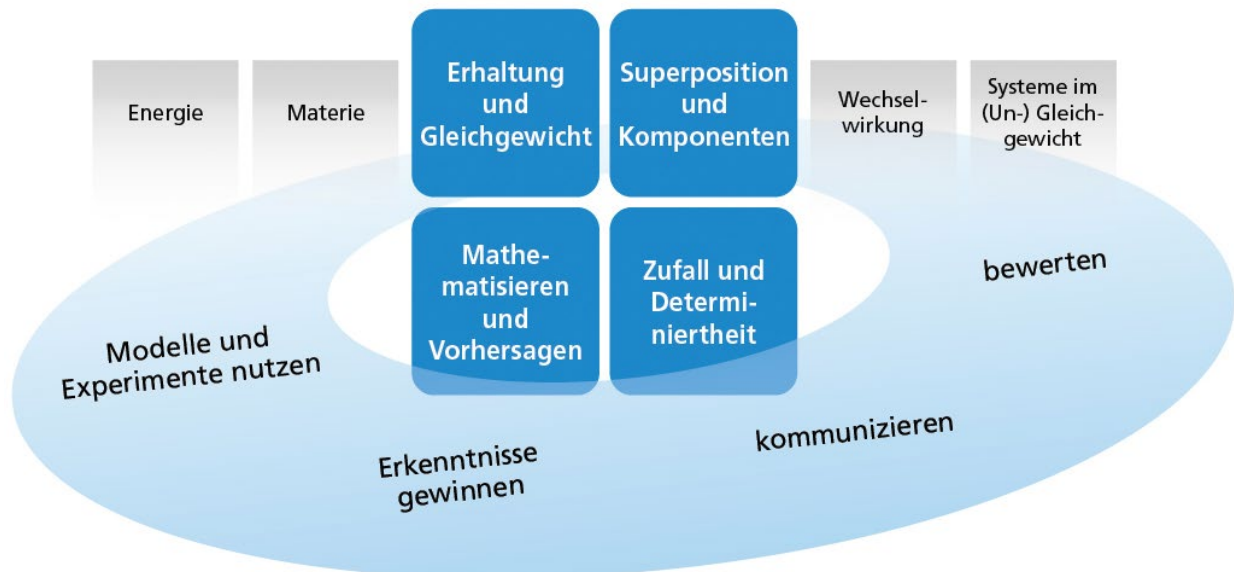 Energie
Materie
Erhaltung
und
Gleichgewicht
Superposition
und
Komponenten
Wechsel-
wirkung
Systeme im
(Un-) Gleich-
gewicht
Mathe-
matisieren
und
Vorhersagen
Zufall und
Determi-
niertheit
bewerten
Modelle und
Experimente nutzen
kommunizieren
Erkenntnisse
gewinnen